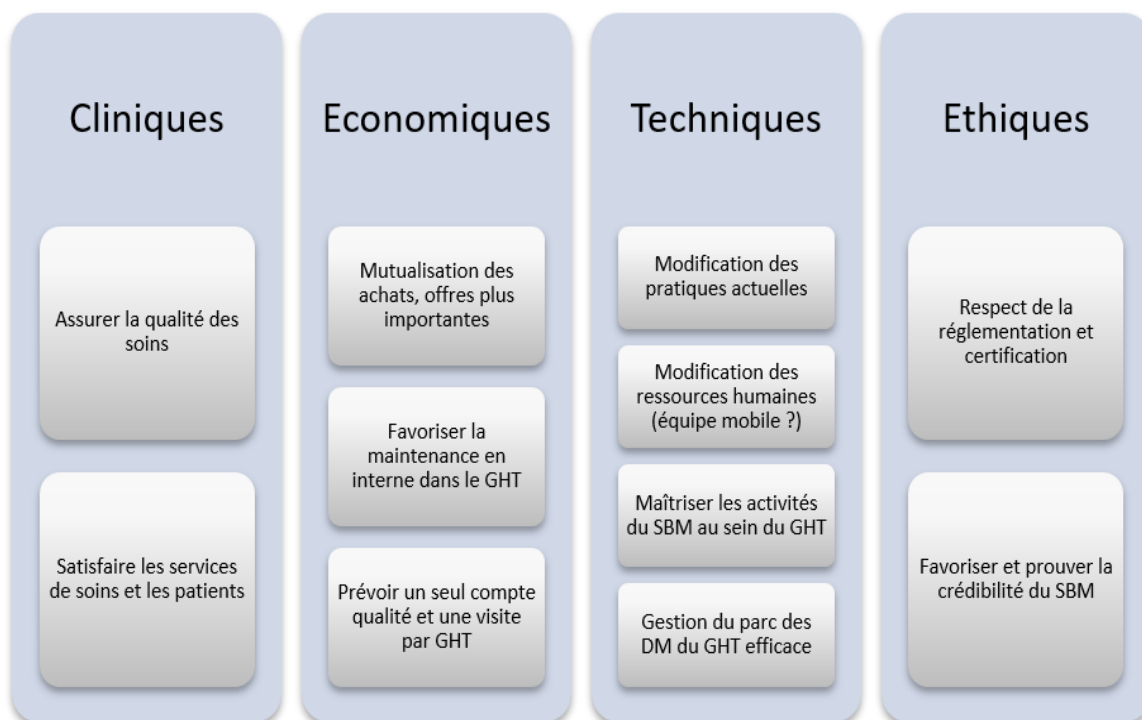 Cliniques
Assurer la qualité des
soins
Satisfaire les services
de soins et les patients
Economiques
Mutualisation des
achats, offres plus
importantes
Favoriser la
maintenance en
interne dans le GHT
Prévoir un seul compte
qualité et une visite
par GHT
Techniques
Modification des
pratiques actuelles
Modification des
ressources humaines
(équipe mobile ?)
Maîtriser les activités
du SBM au sein du GHT
Gestion du parc des
DM du GHT efficace
Ethiques
Respect de la
réglementation et
certification
Favoriser et prouver la
crédibilité du SBM